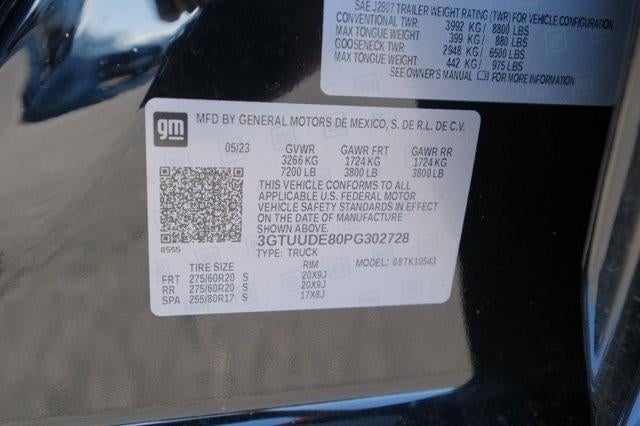 SAE J2807 TRAILER WEIGHT RATING (TWR) FOR VEHICLE CONFIGURATION
CONVENTIONAL TWR: 3992 KG / 8800 LBS
MAX TONGUE WEIGHT: 399 KG / 880 LBS
GOOSENECK TWR: 2948 KG / 6500 LBS
MAX TONGUE WEIGHT: 442 KG / 975 LBS
SEE OWNER'S MANUAL FOR MORE INFORMATION
gm
MFD BY GENERAL MOTORS DE MEXICO, S. DE R.L. DE C.V.
05/23 GVWR GAWR FRT GAWR RR
3266 KG 1724 KG 1724 KG
7200 LB 3800 LB 3800 LB
THIS VEHICLE CONFORMS TO ALL
APPLICABLE U.S. FEDERAL MOTOR
VEHICLE SAFETY STANDARDS IN EFFECT
ON THE DATE OF MANUFACTURE
SHOWN ABOVE.
3GTUUDE80PG302728
8555 TYPE: TRUCK
TIRE SIZE RIM MODEL: 08TK10543
FRT 275/60R20 S 20X9J
RR 275/60R20 S 20X9J
SPA 255/80R17 S 17X8J